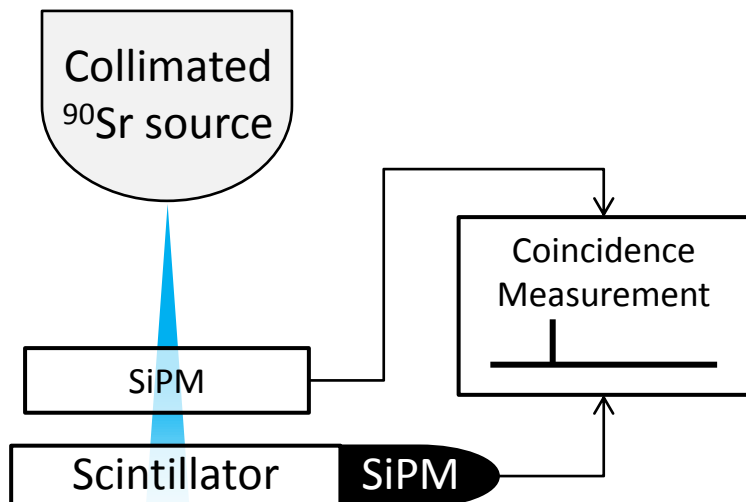 Collimated
⁹⁰Sr source
Coincidence
Measurement
SiPM
Scintillator
SiPM